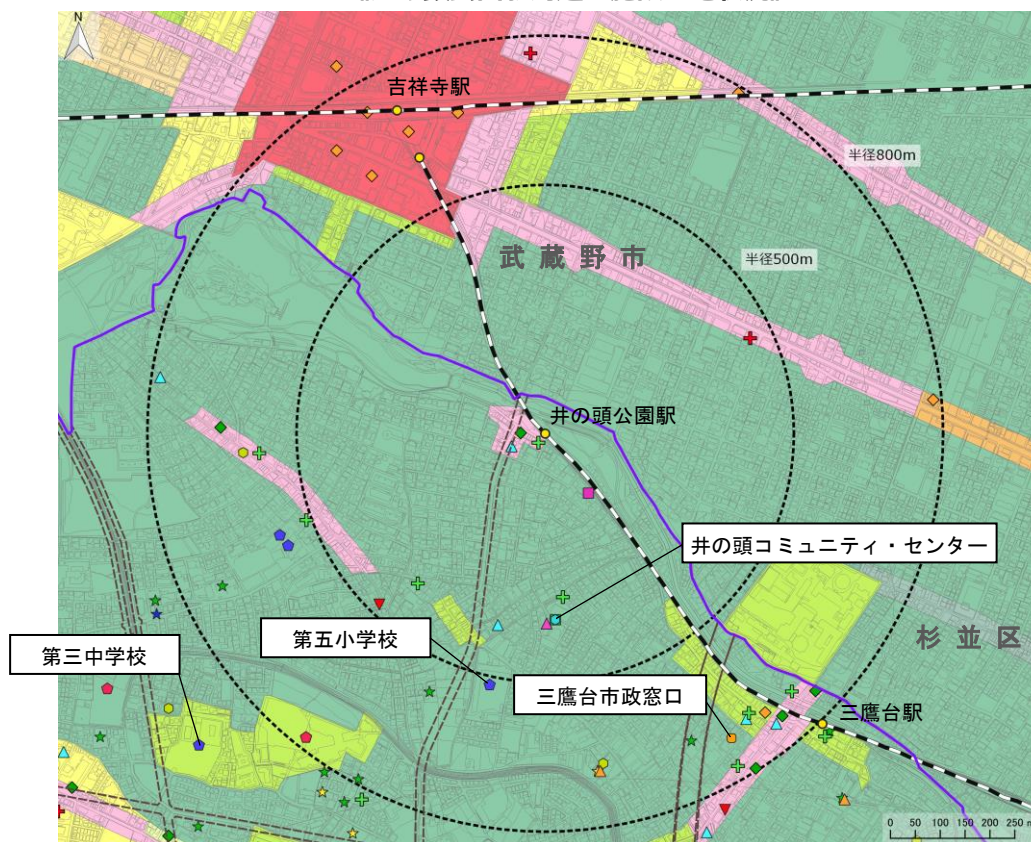 N
吉祥寺駅
半径800m
武蔵野市
半径500m
井の頭公園駅
井の頭コミュニティ・センター
杉並区
第五小学校
第三中学校
三鷹台市政窓口
三鷹台駅
0 50 100 150 200 250 m